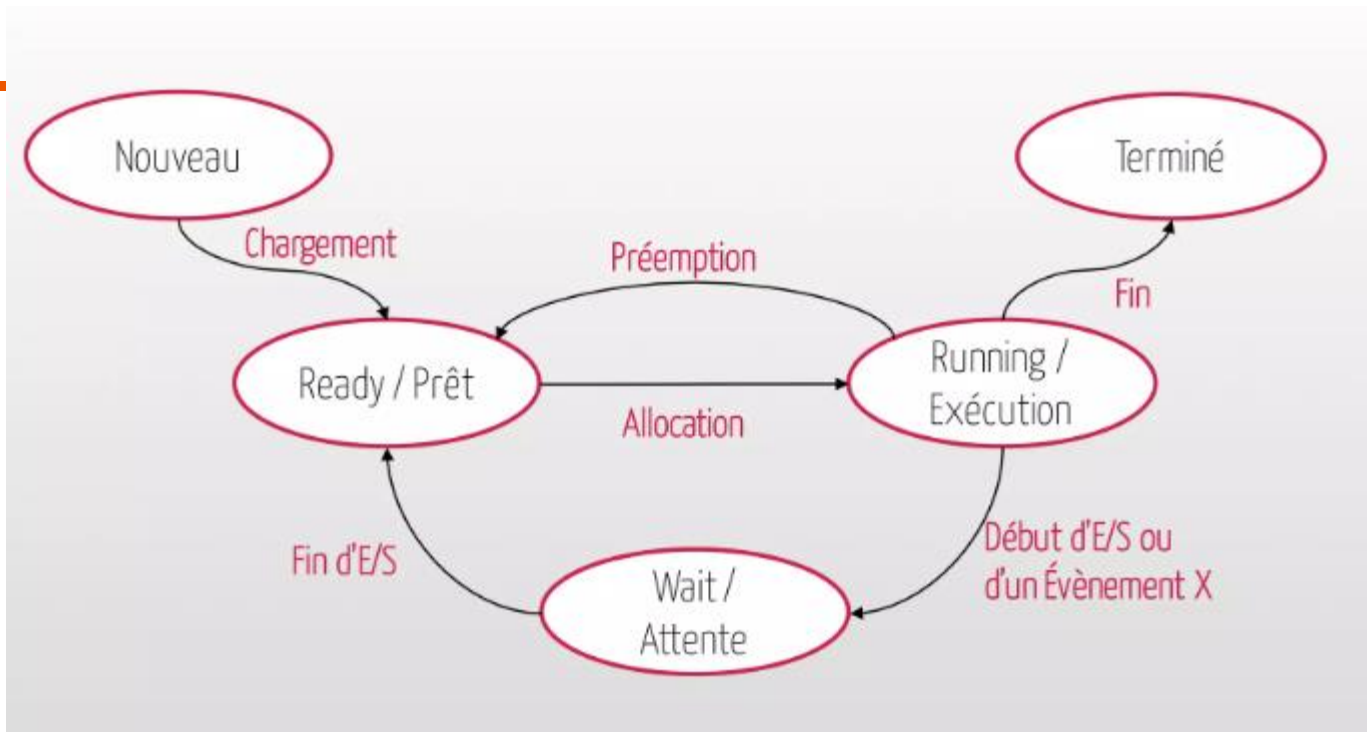 Nouveau
Terminé
Chargement
Préemption
Fin
Ready / Prêt
Running /
Exécution
Allocation
Fin d'E/S
Début d'E/S ou
d'un Évènement X
Wait /
Attente